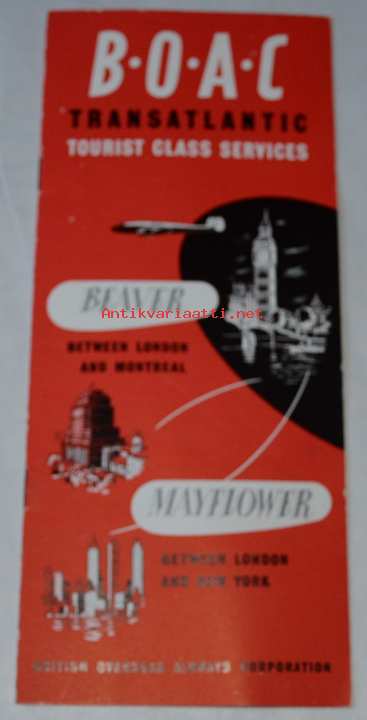 B·O·A·C
TRANSATLANTIC
TOURIST CLASS SERVICES
BEAVER
Antikvariaatti.net
BETWEEN LONDON
AND MONTREAL
MAYFLOWER
BETWEEN LONDON
AND NEW YORK
BRITISH OVERSEAS AIRWAYS CORPORATION